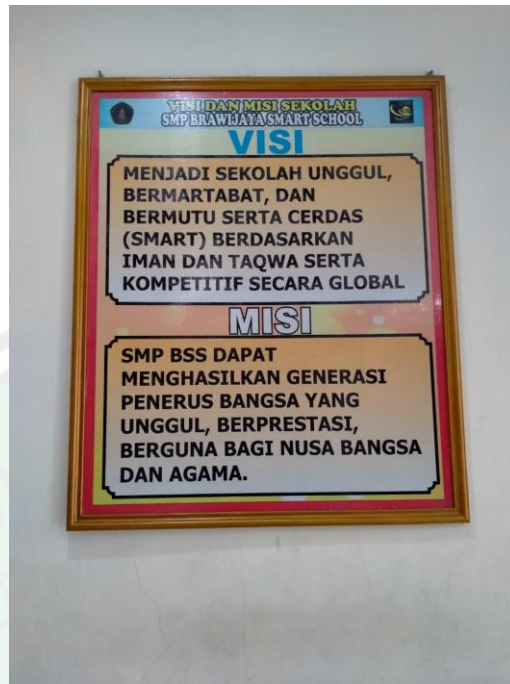 VISI DAN MISI SEKOLAH
SMP BRAWIJAYA SMART SCHOOL
VISI
MENJADI SEKOLAH UNGGUL,
BERMARTABAT, DAN
BERMUTU SERTA CERDAS
(SMART) BERDASARKAN
IMAN DAN TAQWA SERTA
KOMPETITIF SECARA GLOBAL
MISI
SMP BSS DAPAT
MENGHASILKAN GENERASI
PENERUS BANGSA YANG
UNGGUL, BERPRESTASI,
BERGUNA BAGI NUSA BANGSA
DAN AGAMA.